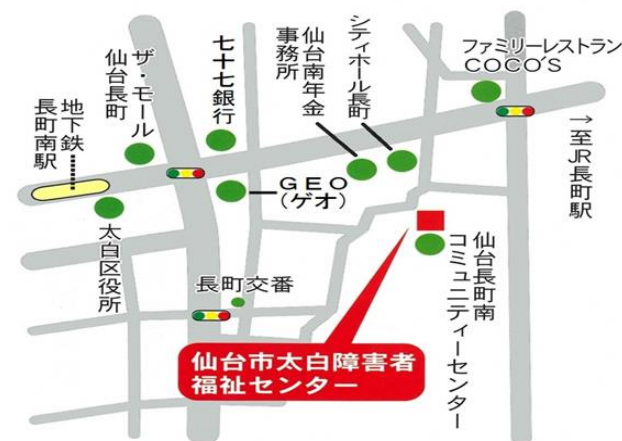 地下鉄
長町南駅
ザ・モール
仙台長町
七十七銀行
仙台南年金
事務所
シティホール長町
ファミリーレストラン
COCO'S
→至JR長町駅
太白区役所
GEO
(ゲオ)
長町交番
仙台長町南
コミュニティーセンター
仙台市太白障害者
福祉センター